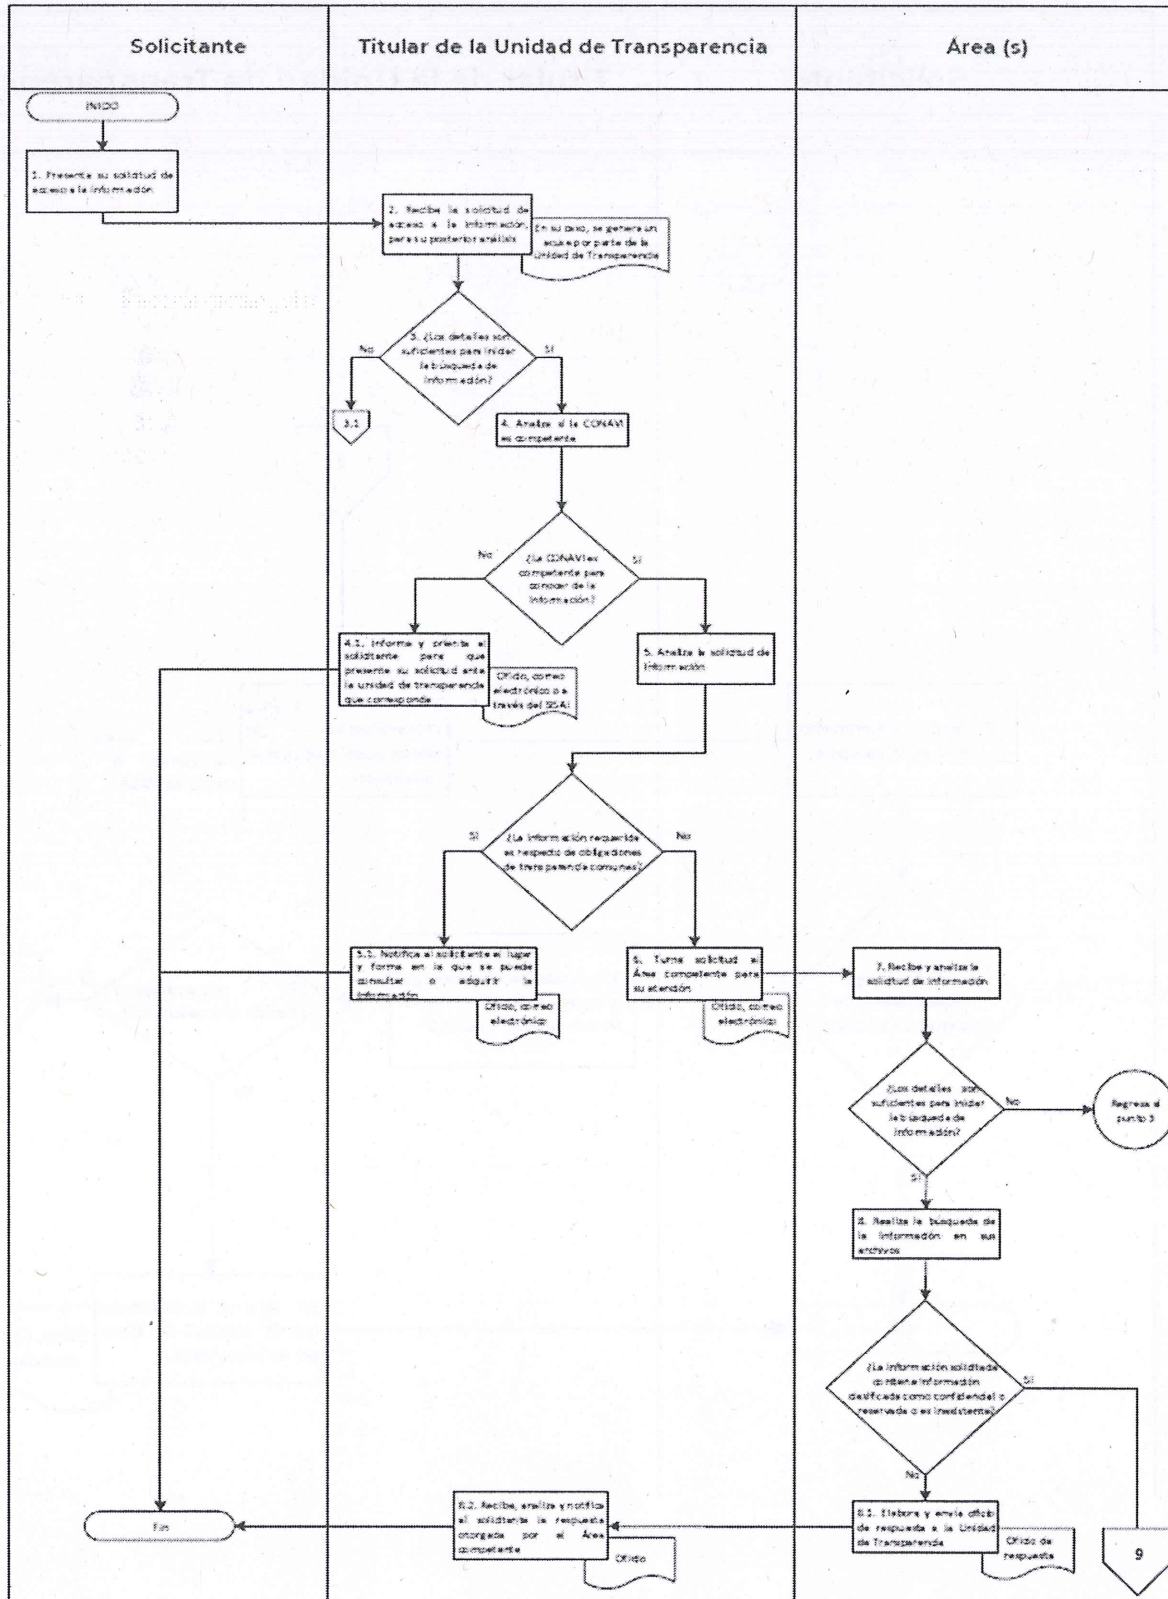 Solicitante
Titular de la Unidad de Transparencia
Área (s)
INICIO
1. Presenta su solicitud de
acceso a la información
2. Recibe la solicitud de
acceso a la información,
para su posterior análisis
En su caso, se genera un
acuse por parte de la
Unidad de Transparencia
3. ¿Los detalles son
suficientes para iniciar
la búsqueda de
información?
No
Sí
3.1
4. Analiza si la CONAVI
es competente
¿La CONAVI es
competente para
conocer de la
información?
No
Sí
4.1. Informa y orienta al
solicitante para que
presente su solicitud ante
la unidad de transparencia
que corresponde
Oficio, correo
electrónico o a
través del SISAI
5. Analiza la solicitud de
información
¿La información requerida
es respecto de obligaciones
de transparencia comunes?
Sí
No
5.1. Notifica al solicitante el lugar
y forma en la que se puede
consultar o adquirir la
información
Oficio, correo
electrónico
6. Turna solicitud al
Área competente para
su atención
Oficio, correo
electrónico
7. Recibe y analiza la
solicitud de información
¿Los detalles son
suficientes para iniciar
la búsqueda de
información?
No
Regresa al
punto 3
Sí
8. Realiza la búsqueda de
la información en sus
archivos
¿La información solicitada
contiene información
clasificada como confidencial o
reservada o es inexistente?
Sí
No
8.1. Elabora y envía oficio
de respuesta a la Unidad
de Transparencia
Oficio de
respuesta
9
8.2. Recibe, analiza y notifica
al solicitante la respuesta
otorgada por el Área
competente
Oficio
Fin